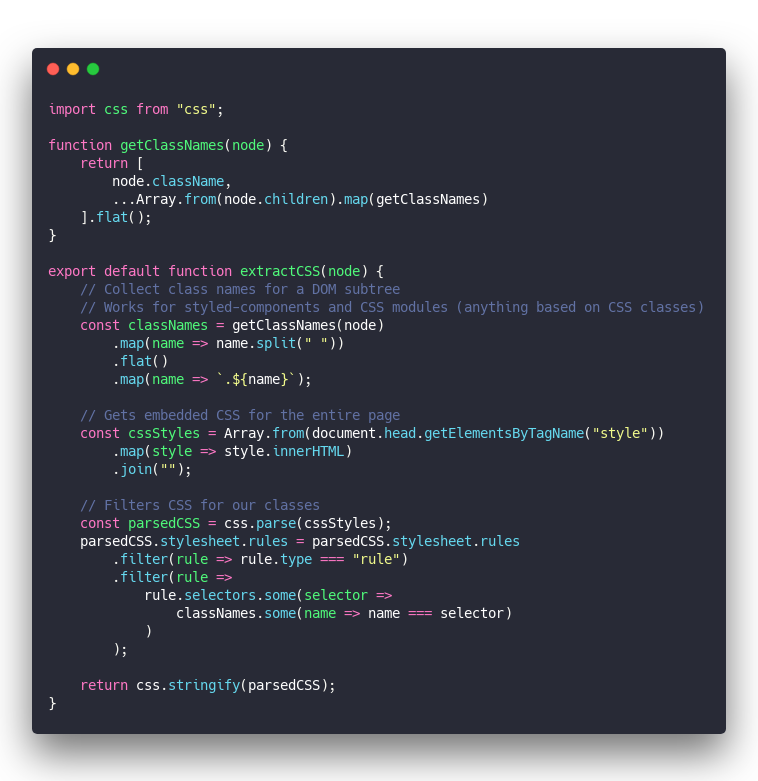 import css from "css";

function getClassNames(node) {
    return [
        node.className,
        ...Array.from(node.children).map(getClassNames)
    ].flat();
}

export default function extractCSS(node) {
    // Collect class names for a DOM subtree
    // Works for styled-components and CSS modules (anything based on CSS classes)
    const classNames = getClassNames(node)
        .map(name => name.split(" "))
        .flat()
        .map(name => `.${name}`);

    // Gets embedded CSS for the entire page
    const cssStyles = Array.from(document.head.getElementsByTagName("style"))
        .map(style => style.innerHTML)
        .join("");

    // Filters CSS for our classes
    const parsedCSS = css.parse(cssStyles);
    parsedCSS.stylesheet.rules = parsedCSS.stylesheet.rules
        .filter(rule => rule.type === "rule")
        .filter(rule =>
            rule.selectors.some(selector =>
                classNames.some(name => name === selector)
            )
        );

    return css.stringify(parsedCSS);
}